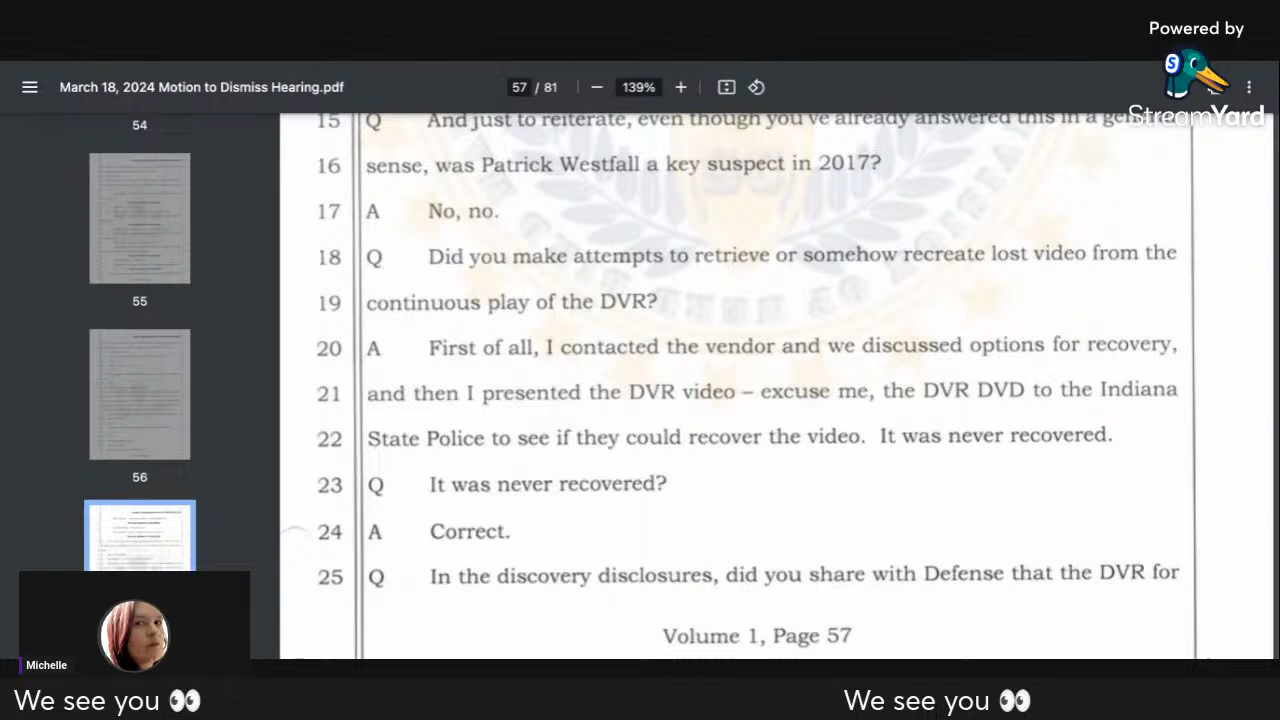 Powered by
StreamYard
March 18, 2024 Motion to Dismiss Hearing.pdf
57 / 81
139%
54
55
56
15 Q And just to reiterate, even though you've already answered this in a
16 sense, was Patrick Westfall a key suspect in 2017?
17 A No, no.
18 Q Did you make attempts to retrieve or somehow recreate lost video from the
19 continuous play of the DVR?
20 A First of all, I contacted the vendor and we discussed options for recovery,
21 and then I presented the DVR video – excuse me, the DVR DVD to the Indiana
22 State Police to see if they could recover the video. It was never recovered.
23 Q It was never recovered?
24 A Correct.
25 Q In the discovery disclosures, did you share with Defense that the DVR for
Volume 1, Page 57
Michelle
We see you 👀
We see you 👀